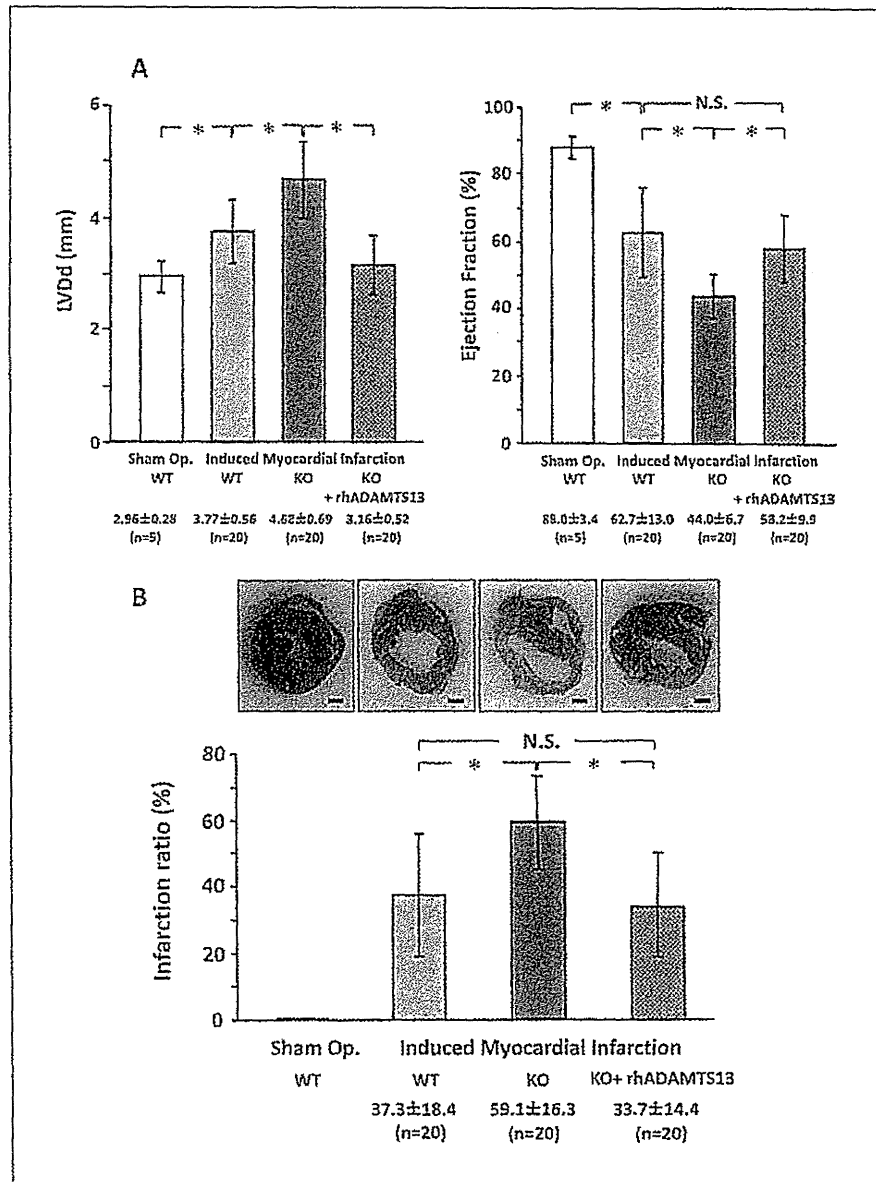 A
6
4
2
0
LVDd (mm)
* * *
Sham Op. Induced Myocardial Infarction
WT WT KO KO
+ rhADAMTS13
2.96±0.28 3.77±0.56 4.68±0.69 3.16±0.52
(n=5) (n=20) (n=20) (n=20)
100
80
60
40
20
0
Ejection Fraction (%)
* N.S.
* *
Sham Op. Induced Myocardial Infarction
WT WT KO KO
+ rhADAMTS13
88.0±3.4 62.7±13.0 44.0±6.7 58.2±9.9
(n=5) (n=20) (n=20) (n=20)
B
80
60
40
20
0
Infarction ratio (%)
N.S.
* *
Sham Op. Induced Myocardial Infarction
WT WT KO KO+ rhADAMTS13
37.3±18.4 59.1±16.3 33.7±14.4
(n=20) (n=20) (n=20)